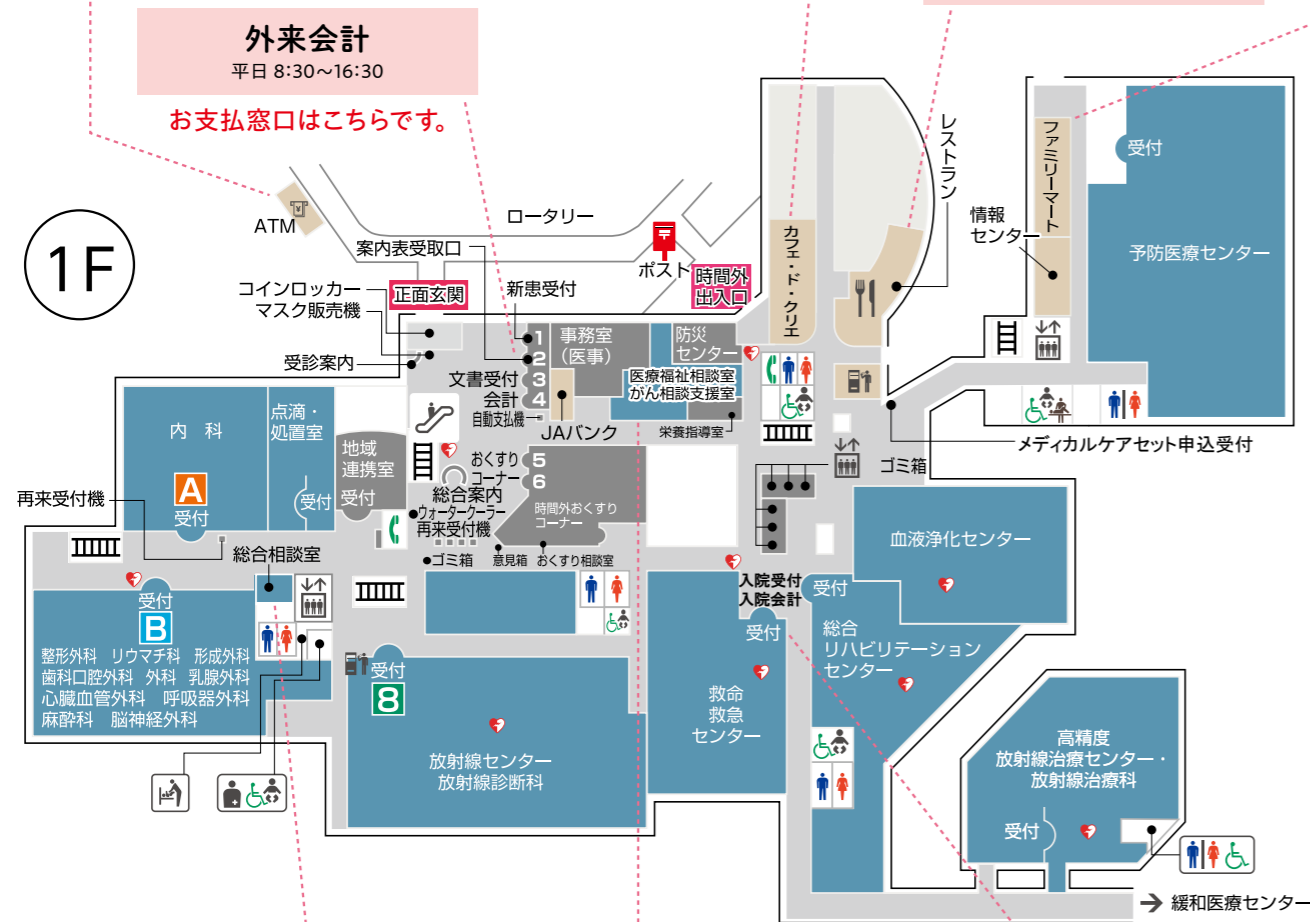 外来会計
平日 8:30〜16:30
お支払窓口はこちらです。
1F
ATM
ロータリー
ポスト
案内表受取口
正面玄関
時間外
出入口
コインロッカー
マスク販売機
新患受付
受診案内
1
2
3
4
文書受付
会計
自動支払機
事務室
(医事)
防災
センター
医療福祉相談室
がん相談支援室
JAバンク
栄養指導室
カフェ・ド・クリエ
レストラン
ファミリーマート
情報
センター
受付
予防医療センター
メディカルケアセット申込受付
ゴミ箱
内 科
A
受付
点滴・
処置室
受付
地域
連携室
受付
おくすり
コーナー
5
6
総合案内
ウォータークーラー
再来受付機
時間外おくすり
コーナー
ゴミ箱
意見箱
おくすり相談室
再来受付機
総合相談室
受付
B
整形外科 リウマチ科 形成外科
歯科口腔外科 外科 乳腺外科
心臓血管外科 呼吸器外科
麻酔科 脳神経外科
受付
8
放射線センター
放射線診断科
入院受付
入院会計
受付
受付
救命
救急
センター
血液浄化センター
総合
リハビリテーション
センター
高精度
放射線治療センター・
放射線治療科
受付
→ 緩和医療センター